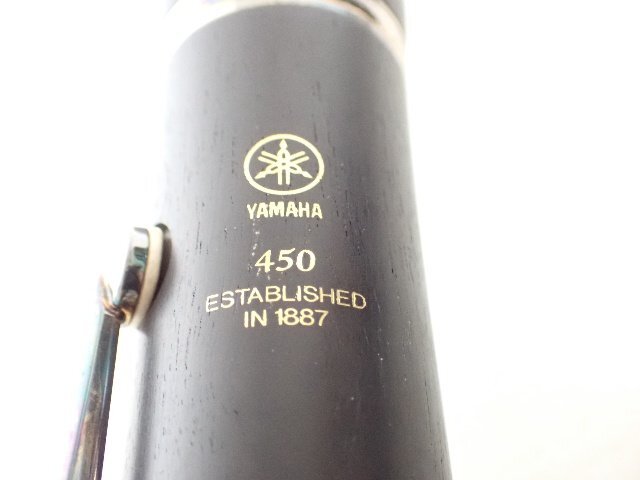 YAMAHA
450
ESTABLISHED
IN 1887